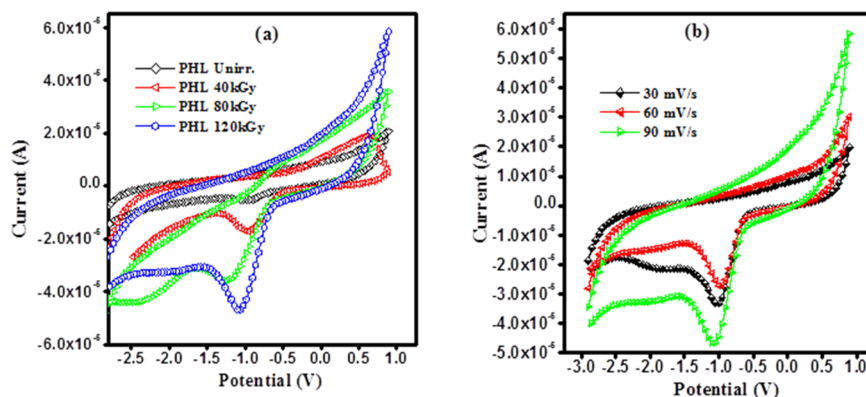 (a)
6.0x10⁻⁵
4.0x10⁻⁵
2.0x10⁻⁵
0.0
-2.0x10⁻⁵
-4.0x10⁻⁵
-6.0x10⁻⁵
Current (A)
PHL Unirr.
PHL 40kGy
PHL 80kGy
PHL 120kGy
-2.5 -2.0 -1.5 -1.0 -0.5 0.0 0.5 1.0
Potential (V)
(b)
6.0x10⁻⁵
5.0x10⁻⁵
4.0x10⁻⁵
3.0x10⁻⁵
2.0x10⁻⁵
1.0x10⁻⁵
0.0
-1.0x10⁻⁵
-2.0x10⁻⁵
-3.0x10⁻⁵
-4.0x10⁻⁵
-5.0x10⁻⁵
Current (A)
30 mV/s
60 mV/s
90 mV/s
-3.0 -2.5 -2.0 -1.5 -1.0 -0.5 0.0 0.5 1.0
Potential (V)